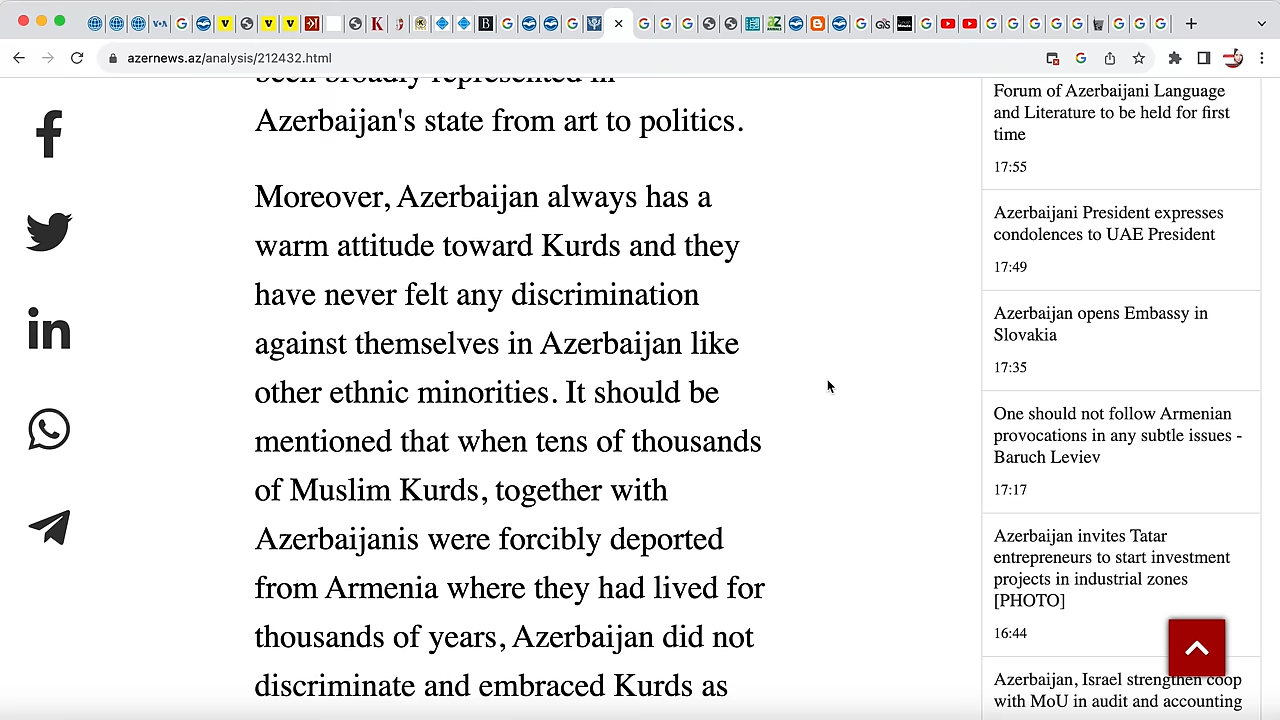 azernews.az/analysis/212432.html
been broadly represented in
Azerbaijan's state from art to politics.
Moreover, Azerbaijan always has a
warm attitude toward Kurds and they
have never felt any discrimination
against themselves in Azerbaijan like
other ethnic minorities. It should be
mentioned that when tens of thousands
of Muslim Kurds, together with
Azerbaijanis were forcibly deported
from Armenia where they had lived for
thousands of years, Azerbaijan did not
discriminate and embraced Kurds as
Forum of Azerbaijani Language
and Literature to be held for first
time
17:55
Azerbaijani President expresses
condolences to UAE President
17:49
Azerbaijan opens Embassy in
Slovakia
17:35
One should not follow Armenian
provocations in any subtle issues -
Baruch Leviev
17:17
Azerbaijan invites Tatar
entrepreneurs to start investment
projects in industrial zones
[PHOTO]
16:44
Azerbaijan, Israel strengthen coop
with MoU in audit and accounting